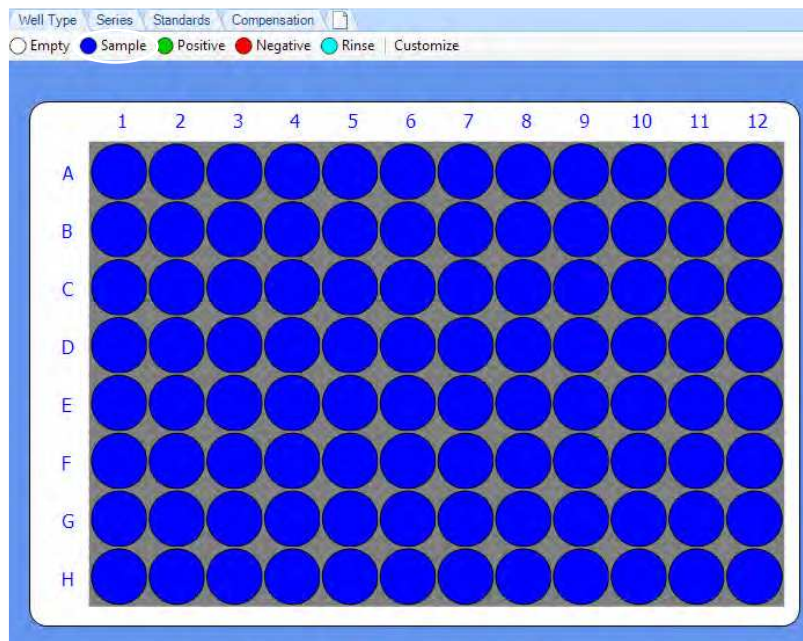 Well Type Series Standards Compensation
Empty Sample Positive Negative Rinse Customize
1 2 3 4 5 6 7 8 9 10 11 12
A
B
C
D
E
F
G
H